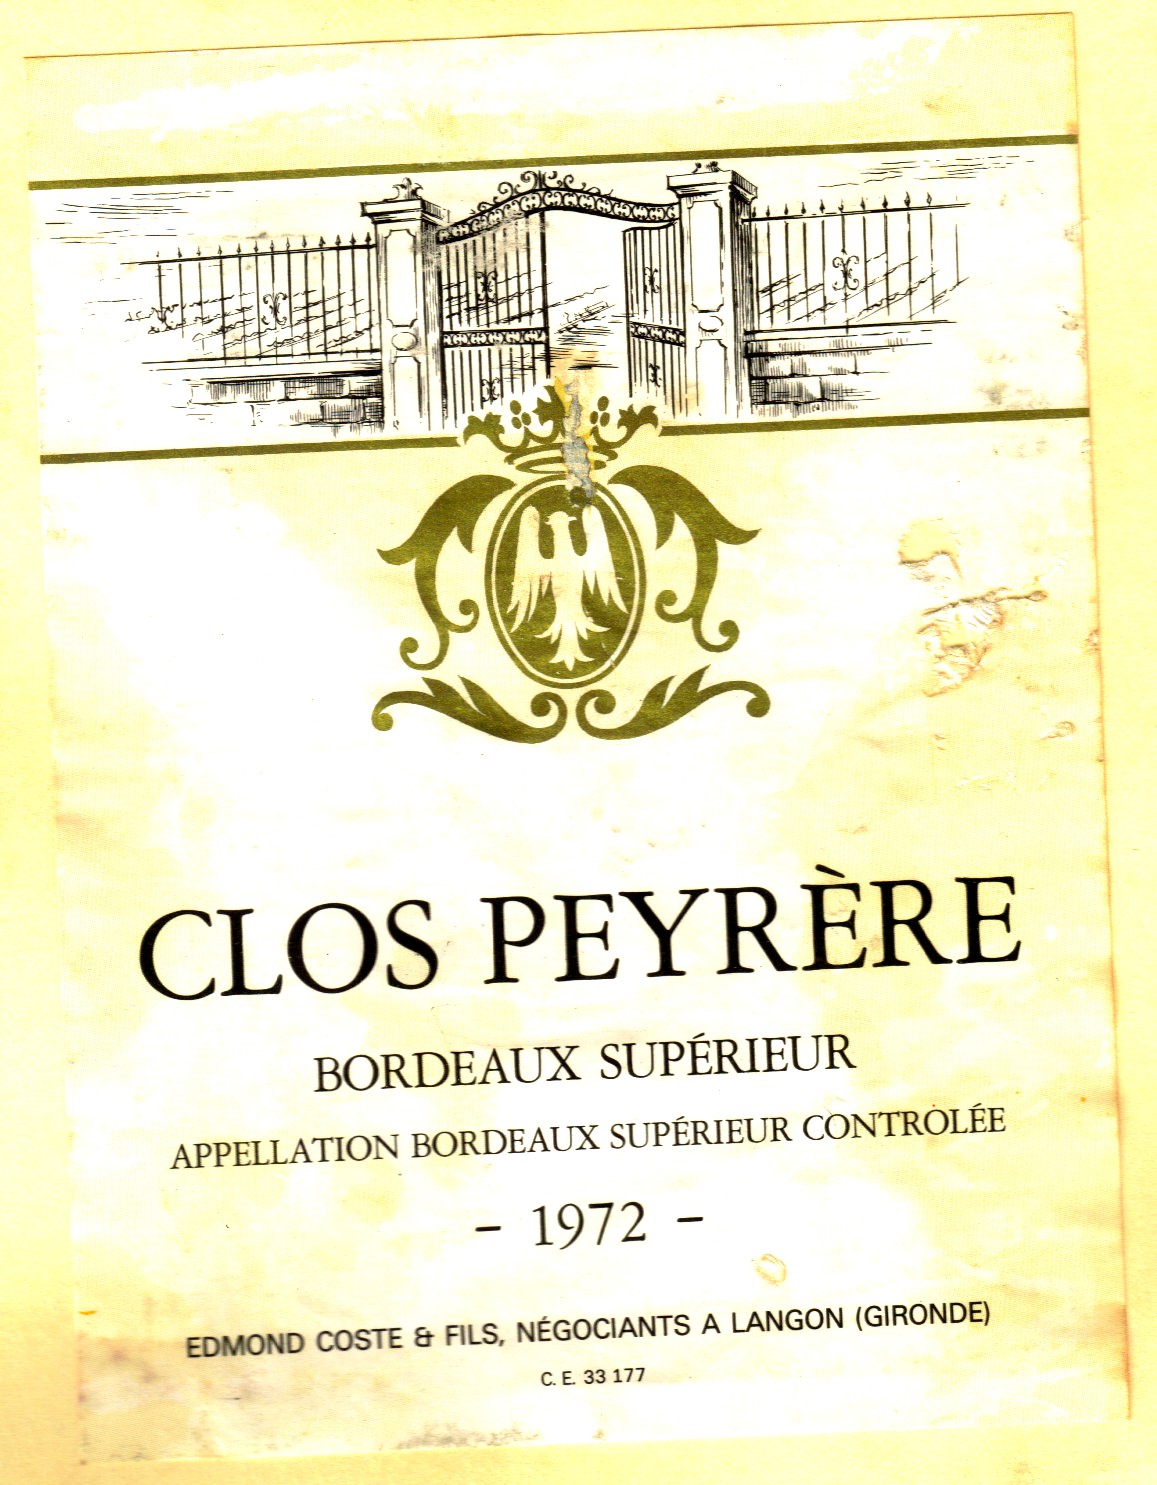 CLOS PEYRÈRE
BORDEAUX SUPÉRIEUR
APPELLATION BORDEAUX SUPÉRIEUR CONTROLÉE
- 1972 -
EDMOND COSTE & FILS, NÉGOCIANTS A LANGON (GIRONDE)
C. E. 33 177